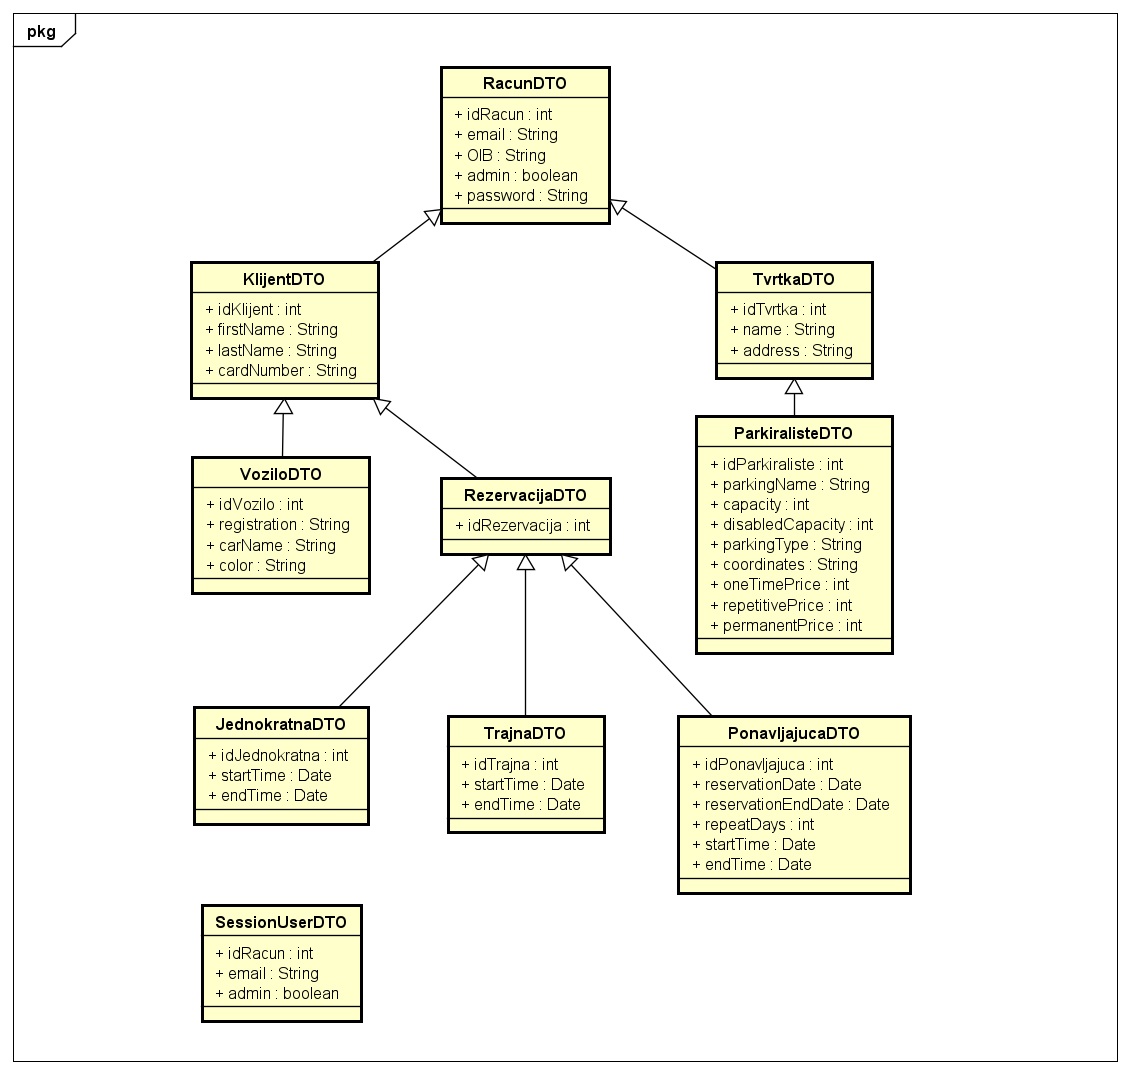 pkg
RacunDTO
+ idRacun : int
+ email : String
+ OIB : String
+ admin : boolean
+ password : String
KlijentDTO
+ idKlijent : int
+ firstName : String
+ lastName : String
+ cardNumber : String
TvrtkaDTO
+ idTvrtka : int
+ name : String
+ address : String
VoziloDTO
+ idVozilo : int
+ registration : String
+ carName : String
+ color : String
RezervacijaDTO
+ idRezervacija : int
ParkiralisteDTO
+ idParkiraliste : int
+ parkingName : String
+ capacity : int
+ disabledCapacity : int
+ parkingType : String
+ coordinates : String
+ oneTimePrice : int
+ repetitivePrice : int
+ permanentPrice : int
JednokratnaDTO
+ idJednokratna : int
+ startTime : Date
+ endTime : Date
TrajnaDTO
+ idTrajna : int
+ startTime : Date
+ endTime : Date
PonavljajucaDTO
+ idPonavljajuca : int
+ reservationDate : Date
+ reservationEndDate : Date
+ repeatDays : int
+ startTime : Date
+ endTime : Date
SessionUserDTO
+ idRacun : int
+ email : String
+ admin : boolean